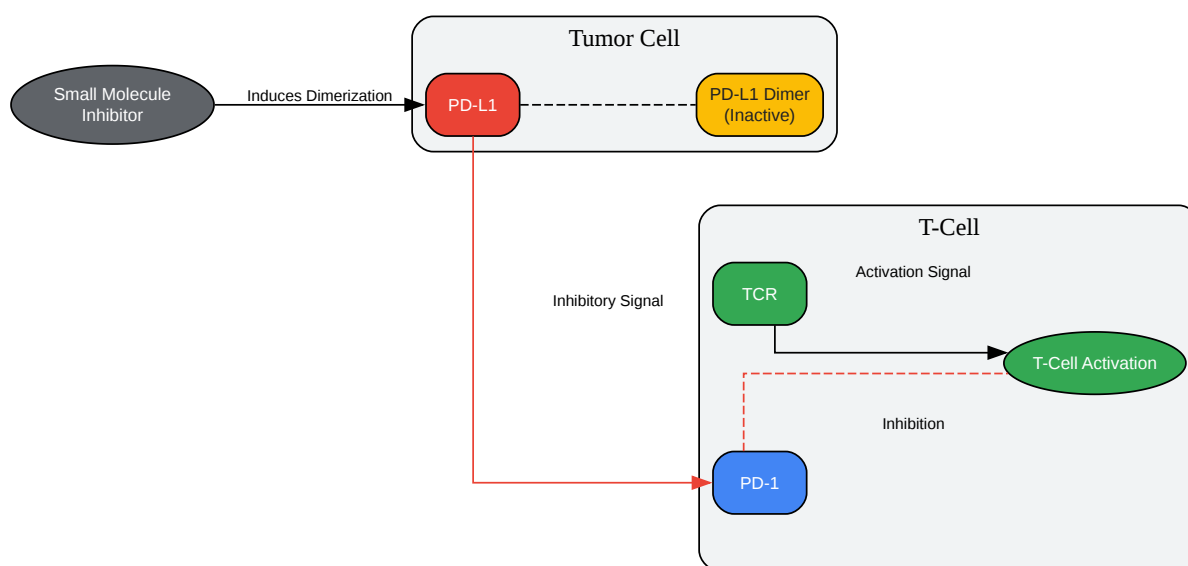 Tumor Cell
Small Molecule
Inhibitor
Induces Dimerization
PD-L1
PD-L1 Dimer
(Inactive)
T-Cell
Activation Signal
TCR
Inhibitory Signal
T-Cell Activation
Inhibition
PD-1